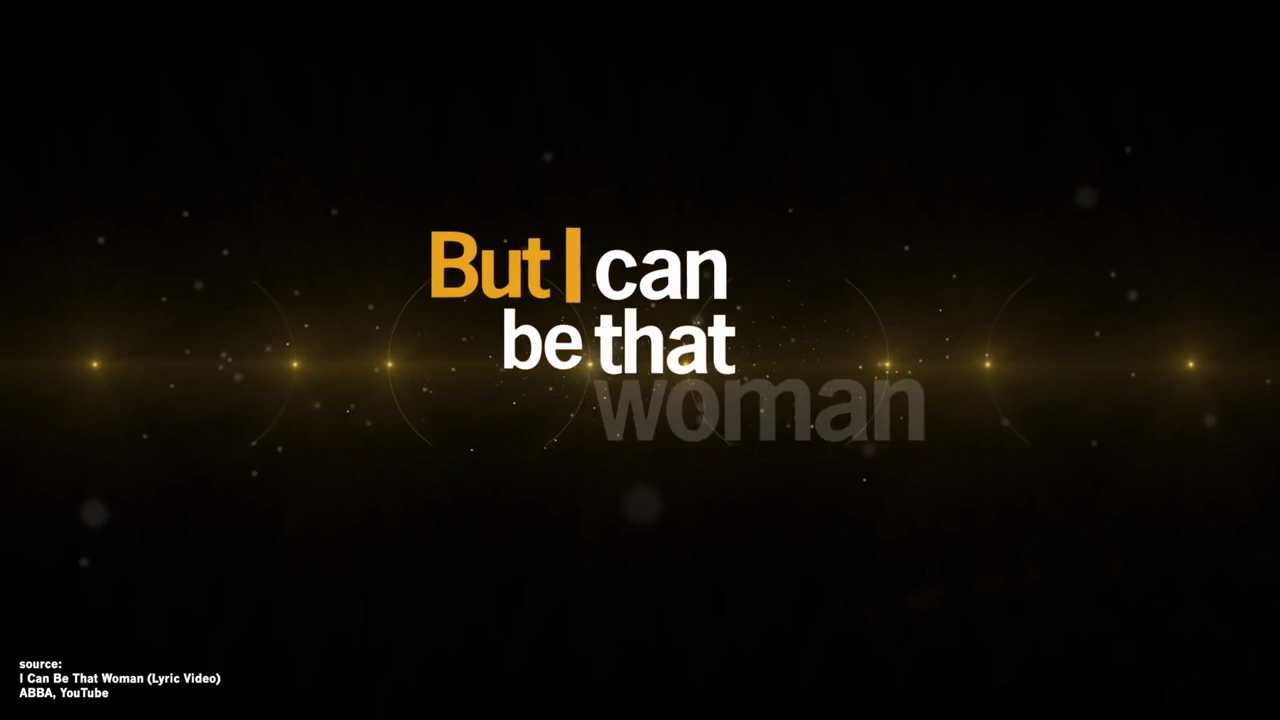 But I can
be that
woman
source:
I Can Be That Woman (Lyric Video)
ABBA, YouTube